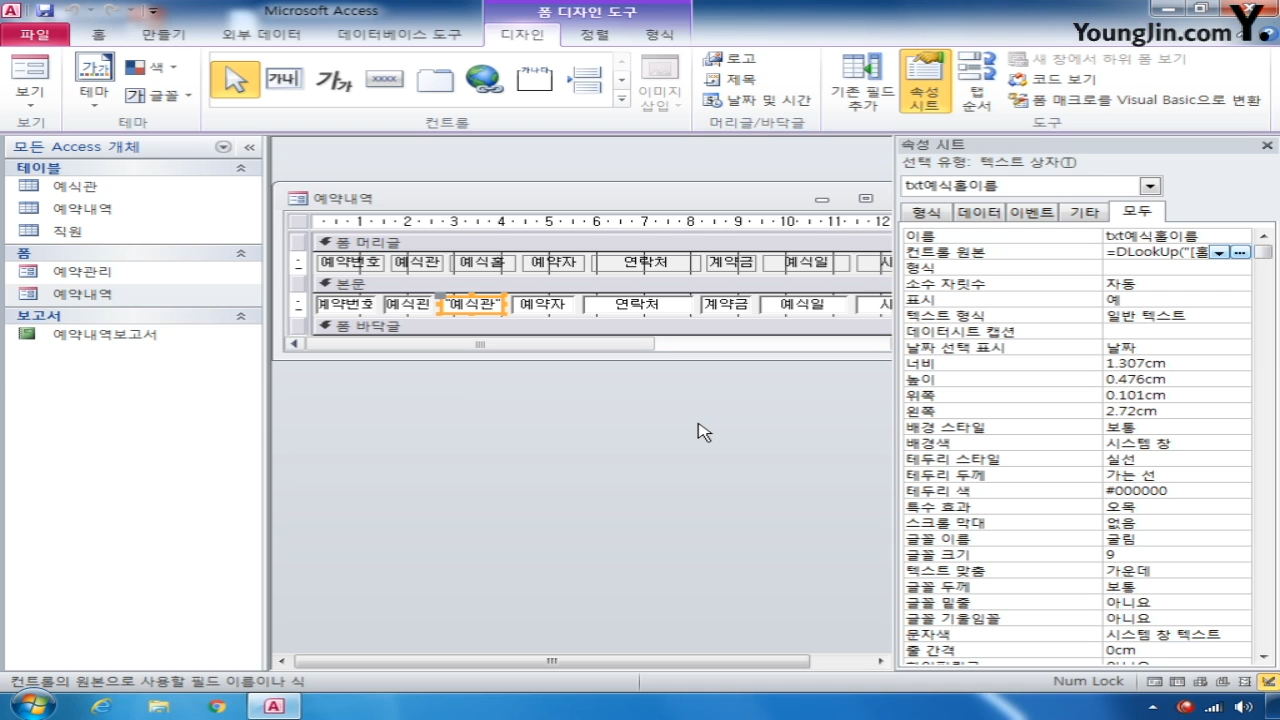 Microsoft Access
폼 디자인 도구
YoungJin.com
Y.
파일
홈
만들기
외부 데이터
데이터베이스 도구
디자인
정렬
형식
보기
테마
색
글꼴
가나
가가
이미지
삽입
로고
제목
날짜 및 시간
기존 필드
추가
속성
시트
탭
순서
새 창에서 하위 폼 보기
코드 보기
폼 매크로를 Visual Basic으로 변환
보기
테마
컨트롤
머리글/바닥글
도구
모든 Access 개체
테이블
예식관
예약내역
직원
폼
예약관리
예약내역
보고서
예약내역보고서
예약내역
1 2 3 4 5 6 7 8 9 10 11 12
폼 머리글
예약번호 예식관 예식홀 예약자 연락처 계약금 예식일
본문
예약번호 예식관 "예식관" 예약자 연락처 계약금 예식일
폼 바닥글
속성 시트
선택 유형: 텍스트 상자(T)
txt예식홀이름
형식 데이터 이벤트 기타 모두
이름 txt예식홀이름
컨트롤 원본 =DLookUp("[홀
형식
소수 자릿수 자동
표시 예
텍스트 형식 일반 텍스트
데이터시트 캡션
날짜 선택 표시 날짜
너비 1.307cm
높이 0.476cm
위쪽 0.101cm
왼쪽 2.72cm
배경 스타일 보통
배경색 시스템 창
테두리 스타일 실선
테두리 두께 가는 선
테두리 색 #000000
특수 효과 오목
스크롤 막대 없음
글꼴 이름 굴림
글꼴 크기 9
텍스트 맞춤 가운데
글꼴 두께 보통
글꼴 밑줄 아니요
글꼴 기울임꼴 아니요
문자색 시스템 창 텍스트
줄 간격 0cm
컨트롤의 원본으로 사용할 필드 이름이나 식
Num Lock